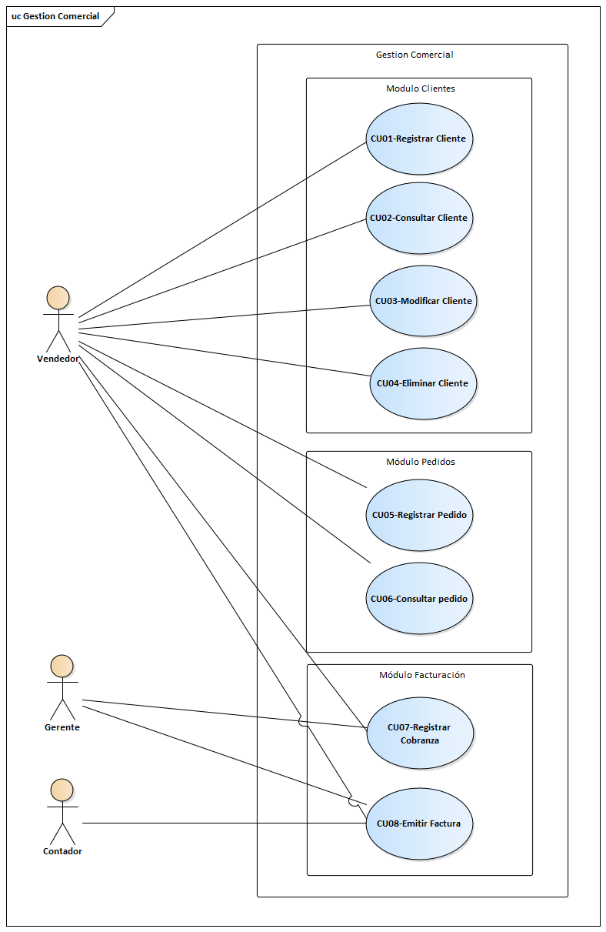 uc Gestion Comercial
Gestion Comercial
Modulo Clientes
CU01-Registrar Cliente
CU02-Consultar Cliente
CU03-Modificar Cliente
Vendedor
CU04-Eliminar Cliente
Módulo Pedidos
CU05-Registrar Pedido
CU06-Consultar pedido
Módulo Facturación
Gerente
CU07-Registrar
Cobranza
CU08-Emitir Factura
Contador